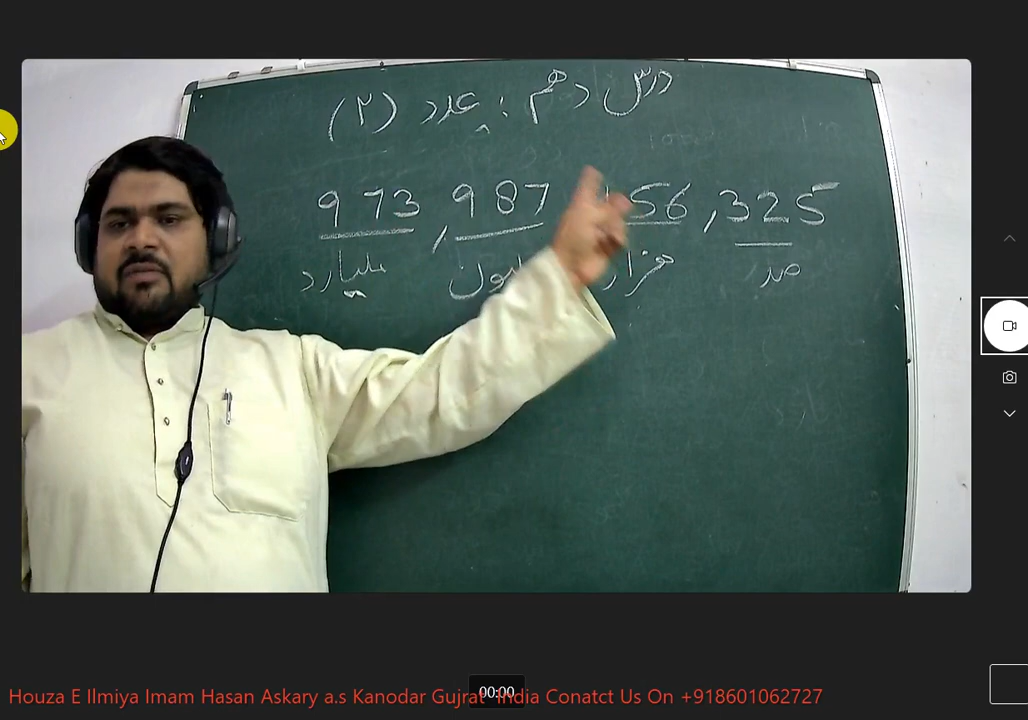 درس دهم : عدد (۲)
973,987 56,325
میلیارد هزار صد
00:00
Houza E Ilmiya Imam Hasan Askary a.s Kanodar Gujrat India Conatct Us On +918601062727